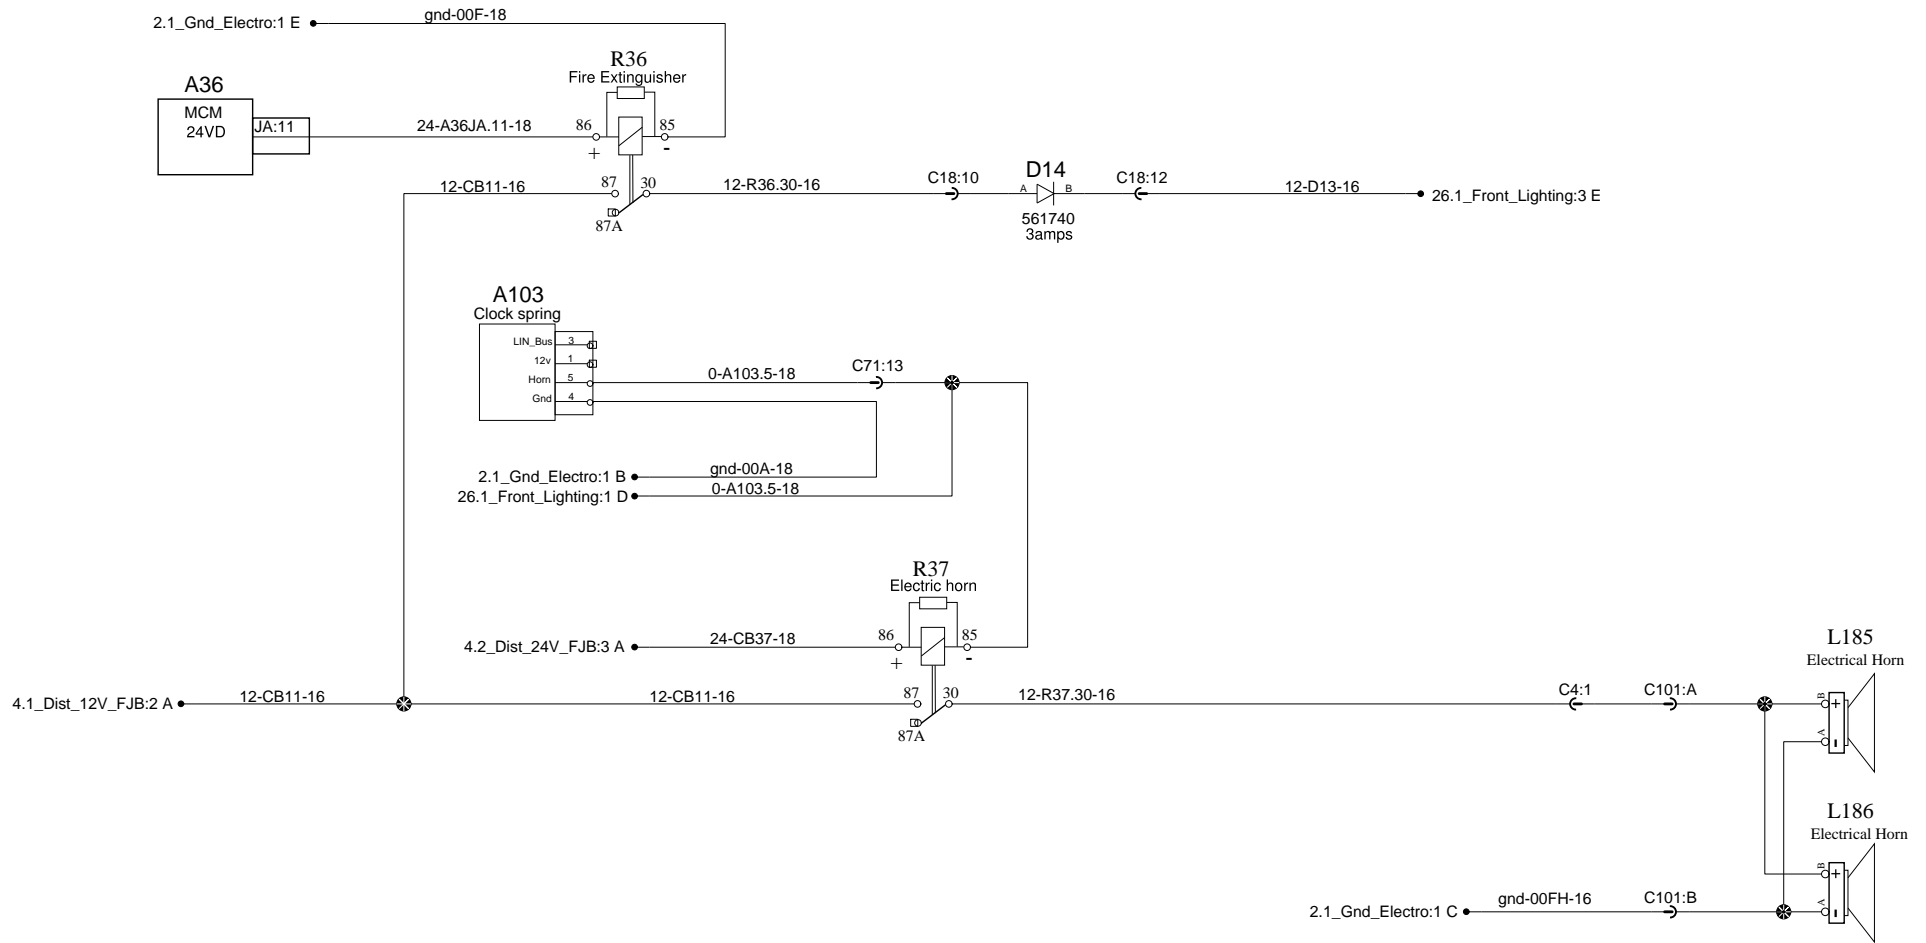 gnd-00F-18
2.1_Gnd_Electro:1 E
R36
Fire Extinguisher
A36
MCM
24VD
JA:11
24-A36JA.11-18
86
85
+
-
12-CB11-16
87
30
87A
12-R36.30-16
C18:10
D14
A
B
561740
3amps
C18:12
12-D13-16
26.1_Front_Lighting:3 E
A103
Clock spring
LIN_Bus
3
12v
1
Horn
5
Gnd
4
0-A103.5-18
C71:13
2.1_Gnd_Electro:1 B
gnd-00A-18
26.1_Front_Lighting:1 D
0-A103.5-18
R37
Electric horn
4.2_Dist_24V_FJB:3 A
24-CB37-18
86
85
+
-
4.1_Dist_12V_FJB:2 A
12-CB11-16
12-CB11-16
87
30
87A
12-R37.30-16
C4:1
C101:A
L185
Electrical Horn
B
+
A
-
L186
Electrical Horn
B
+
A
-
2.1_Gnd_Electro:1 C
gnd-00FH-16
C101:B